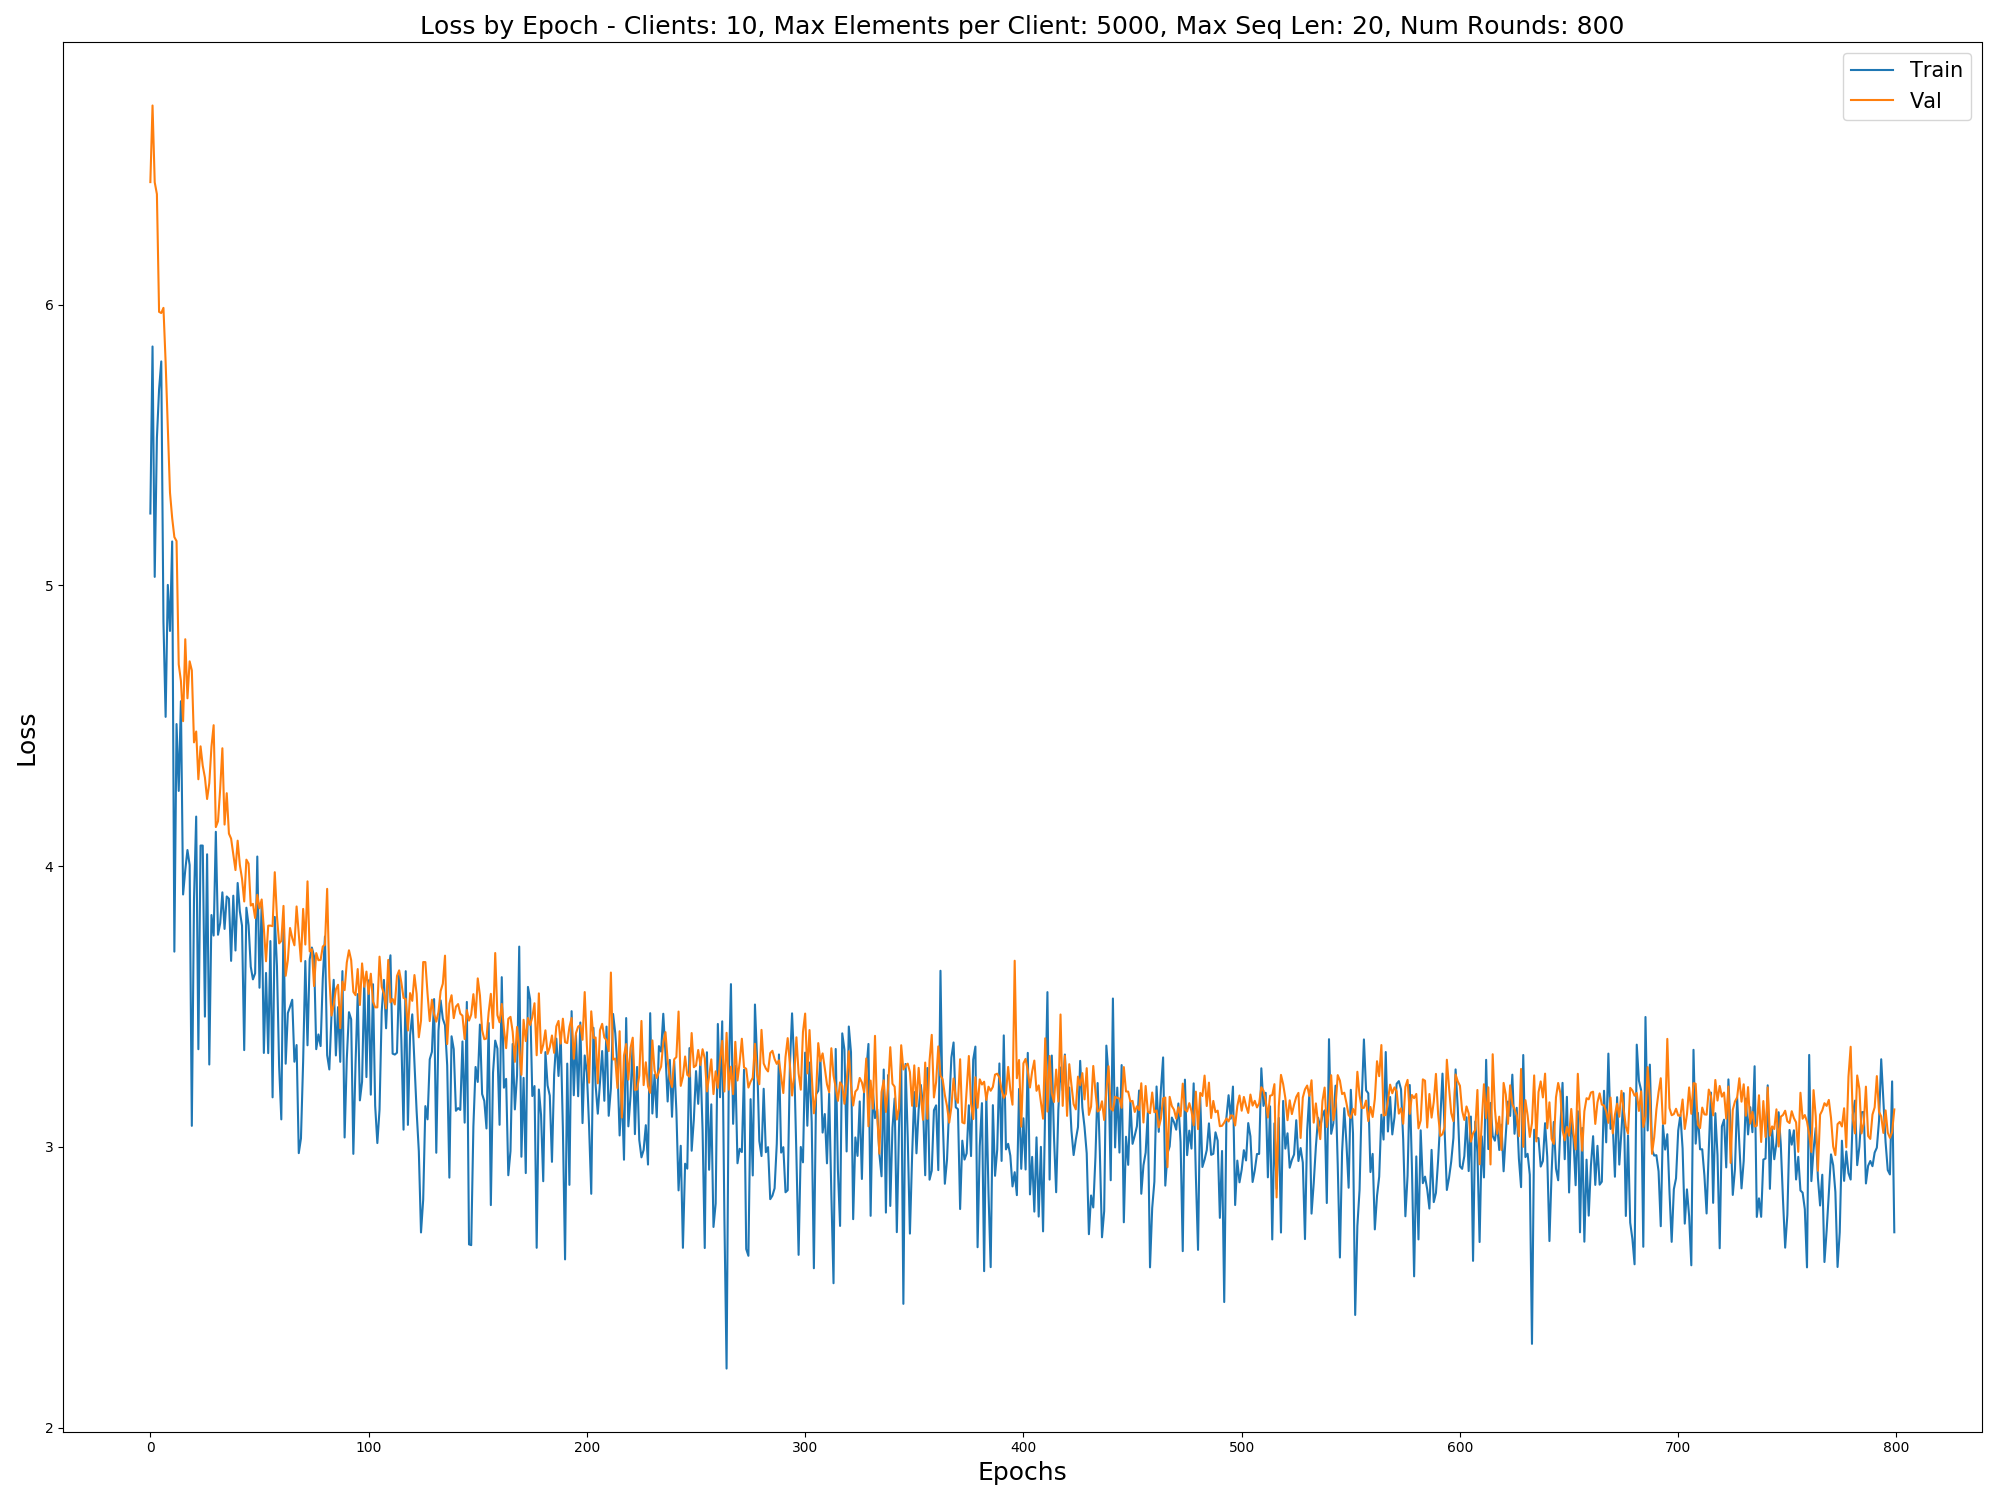 Loss by Epoch - Clients: 10, Max Elements per Client: 5000, Max Seq Len: 20, Num Rounds: 800
Train
Val
6
5
4
3
2
Loss
0 100 200 300 400 500 600 700 800
Epochs